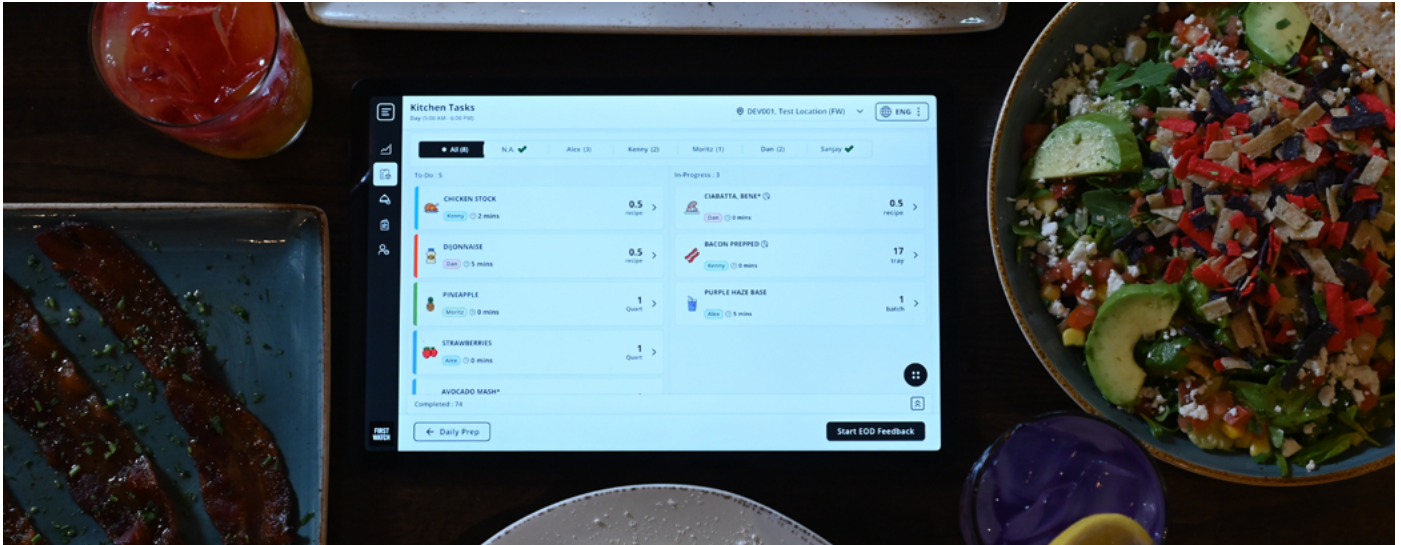 Kitchen Tasks
Day (5:00 AM - 6:00 PM)
DEV001, Test Location (FW)
ENG
All (8)
N.A.
Alex (3)
Kenny (2)
Moritz (1)
Dan (2)
Sanjay
To-Do : 5
In-Progress : 3
CHICKEN STOCK
Kenny 2 mins
0.5
recipe
CIABATTA, BENE*
Dan 0 mins
0.5
recipe
DIJONNAISE
Dan 5 mins
0.5
recipe
BACON PREPPED
Kenny 0 mins
17
tray
PINEAPPLE
Moritz 0 mins
1
Quart
PURPLE HAZE BASE
Alex 5 mins
1
batch
STRAWBERRIES
Alex 0 mins
1
Quart
AVOCADO MASH*
Completed : 74
FIRST
WATCH
← Daily Prep
Start EOD Feedback